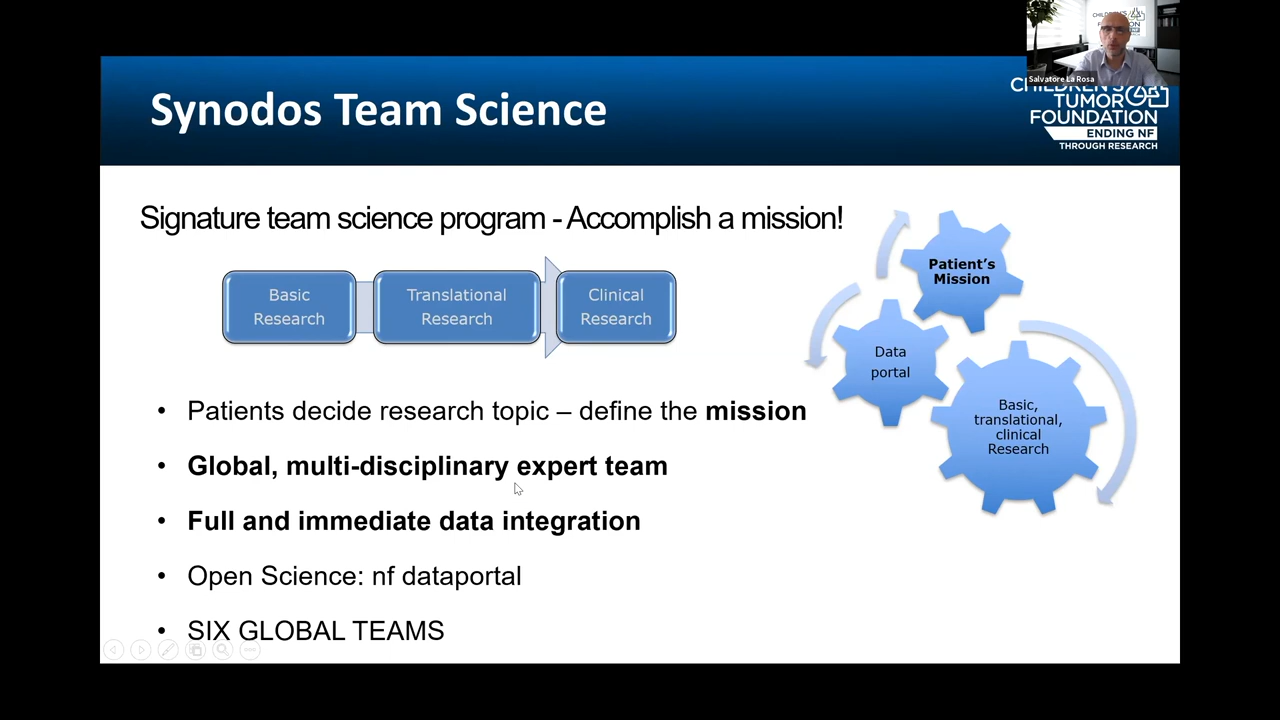 Synodos Team Science
Salvatore La Rosa
CHILDREN'S
TUMOR
FOUNDATION
ENDING NF
THROUGH RESEARCH
Signature team science program - Accomplish a mission!
Basic
Research
Translational
Research
Clinical
Research
Patient's
Mission
Data
portal
Basic,
translational,
clinical
Research
• Patients decide research topic – define the mission
• Global, multi-disciplinary expert team
• Full and immediate data integration
• Open Science: nf dataportal
• SIX GLOBAL TEAMS